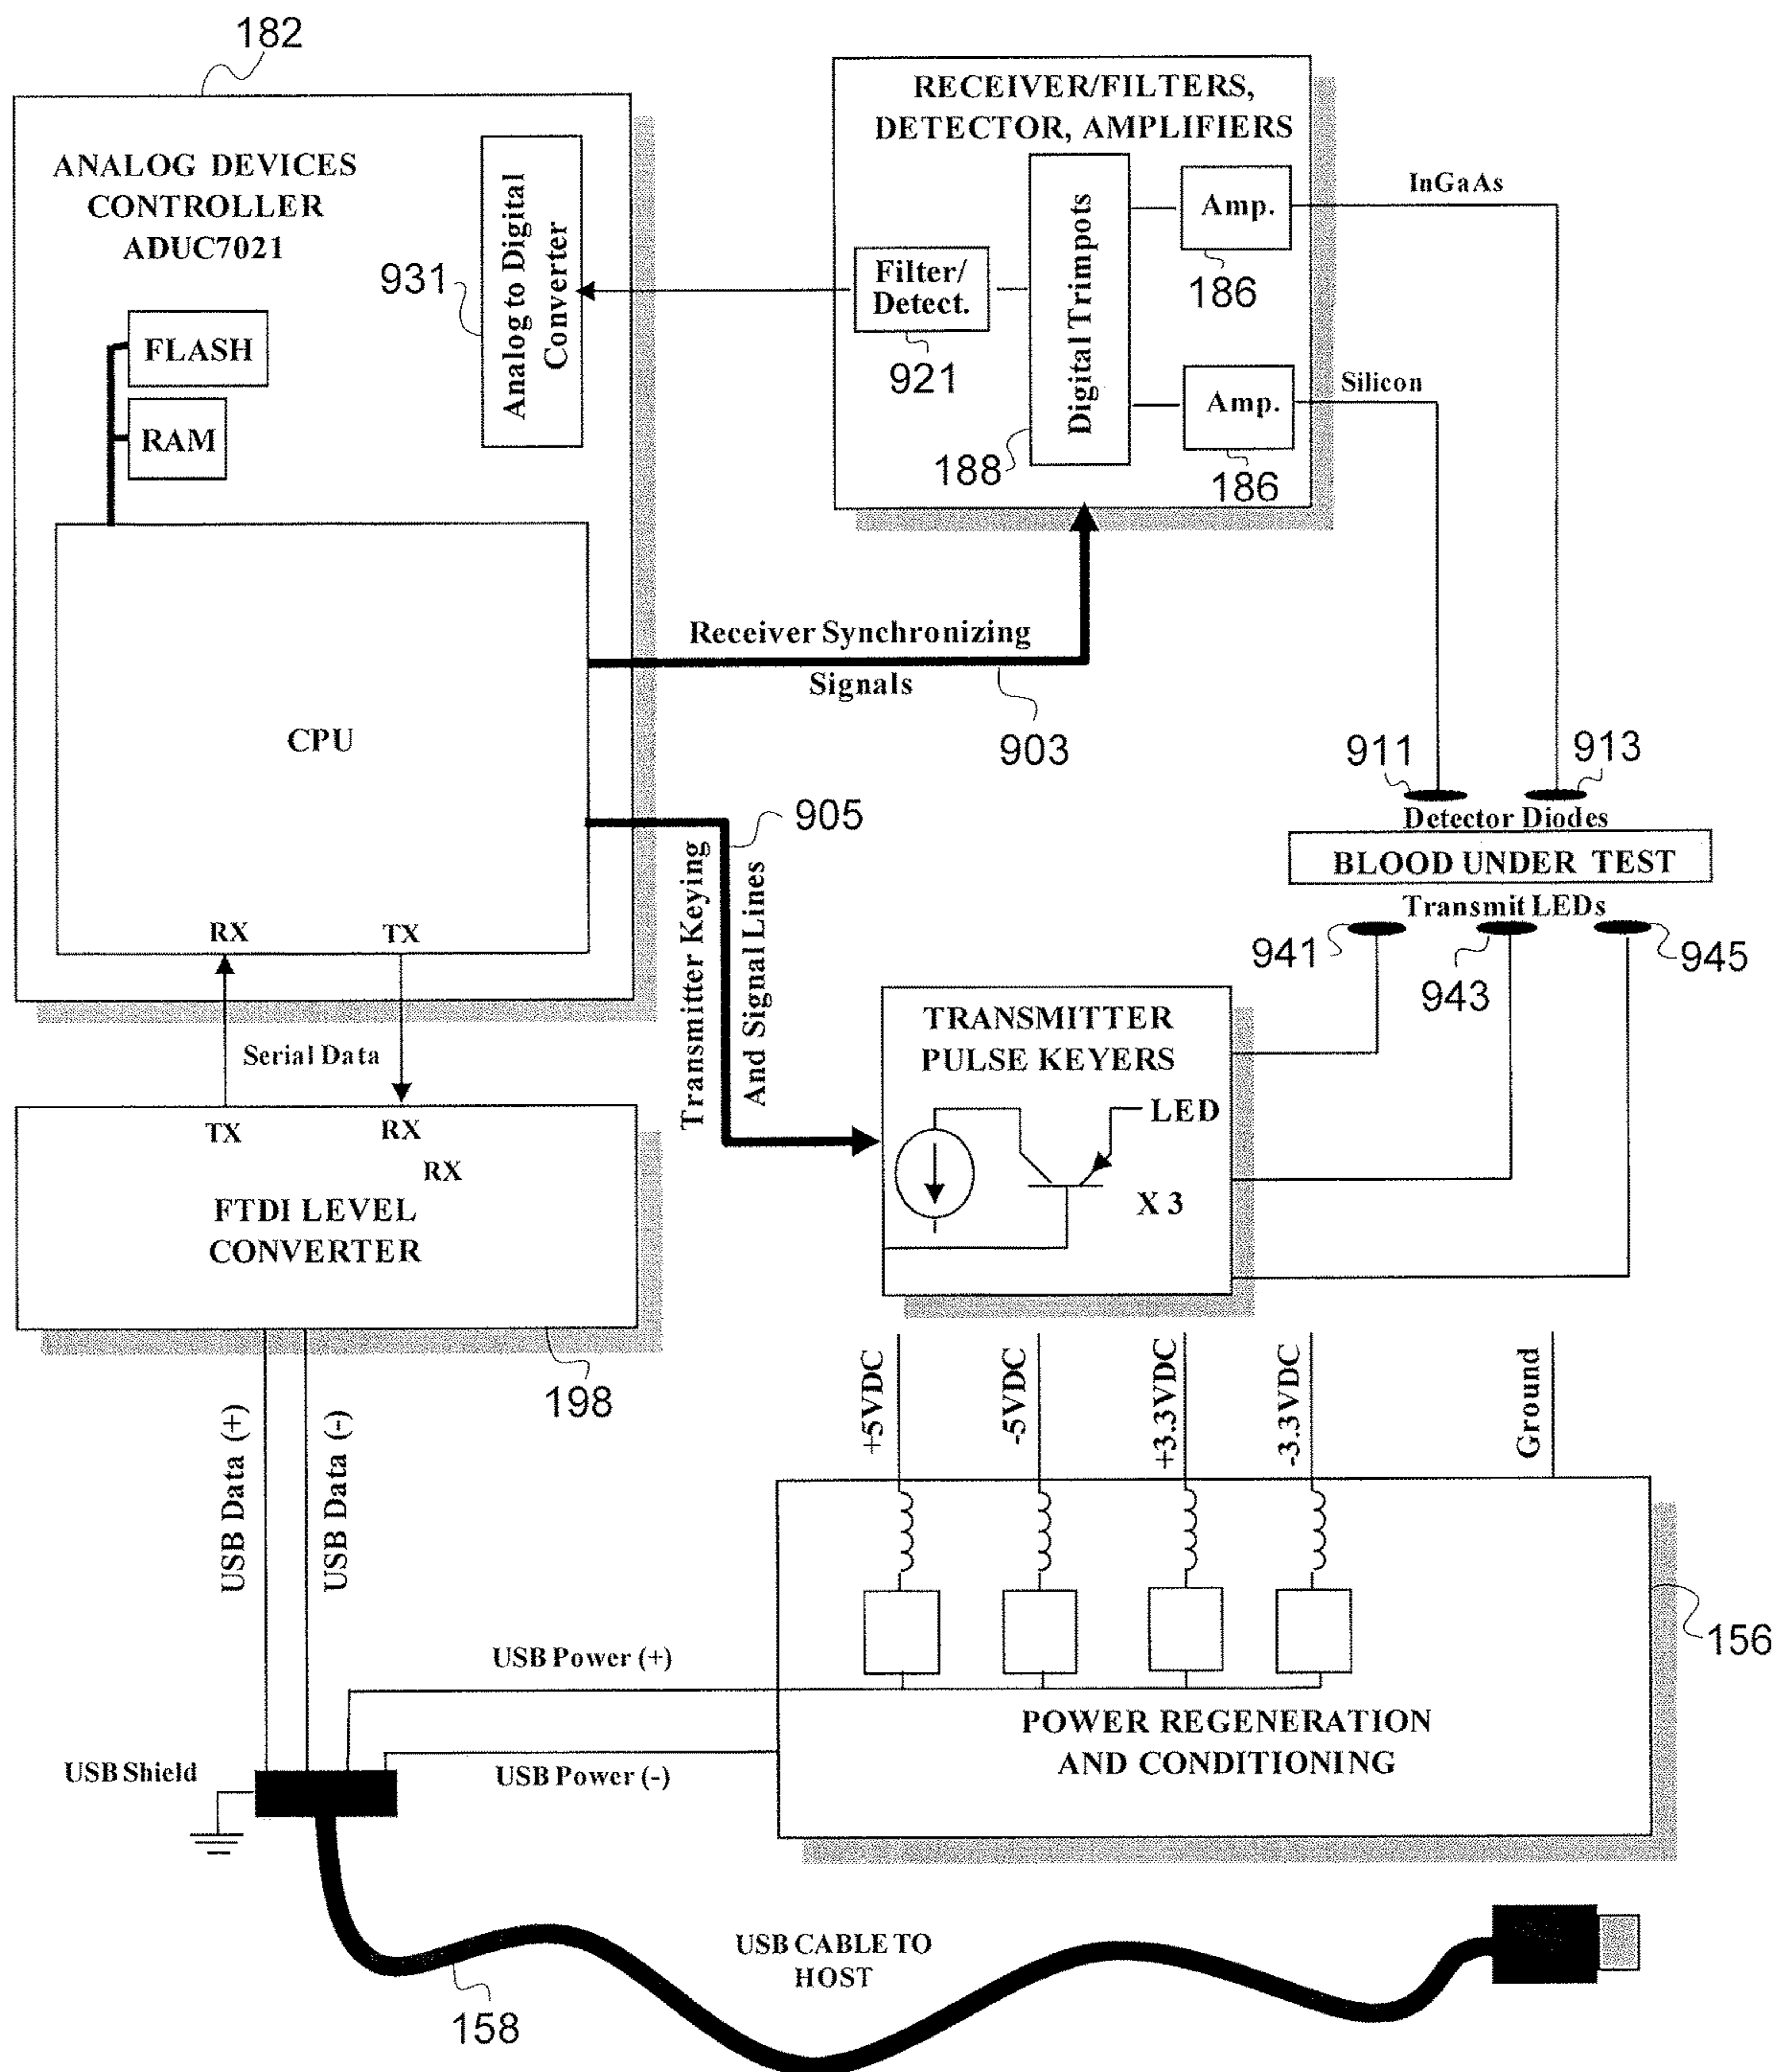 182
RECEIVER/FILTERS,
DETECTOR, AMPLIFIERS
ANALOG DEVICES
CONTROLLER
ADUC7021
Analog to Digital
Converter
931
FLASH
RAM
Filter/
Detect.
921
Digital Trimpots
188
Amp.
186
Amp.
186
InGaAs
Silicon
CPU
Receiver Synchronizing
Signals
903
905
Transmitter Keying
And Signal Lines
911
913
Detector Diodes
BLOOD UNDER TEST
Transmit LEDs
941
943
945
RX
TX
Serial Data
TX
RX
RX
FTDI LEVEL
CONVERTER
198
TRANSMITTER
PULSE KEYERS
LED
X 3
+5VDC
-5VDC
+3.3VDC
-3.3VDC
Ground
USB Data (+)
USB Data (-)
156
USB Power (+)
POWER REGENERATION
AND CONDITIONING
USB Shield
USB Power (-)
USB CABLE TO
HOST
158